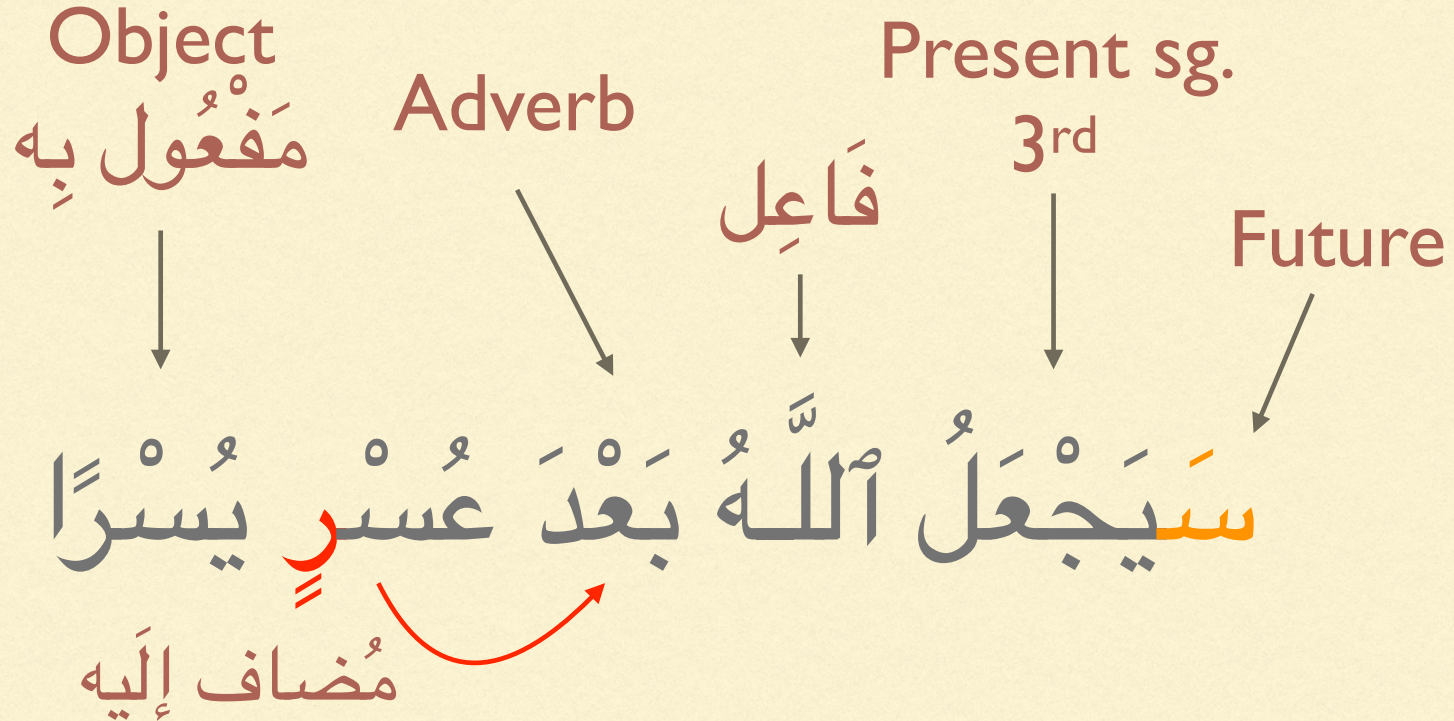 Object
مَفْعُول بِه
Adverb
فَاعِل
Present sg.
3rd
Future
سَيَجْعَلُ ٱللَّـهُ بَعْدَ عُسْرٍ يُسْرًا
مُضاف إلَيه